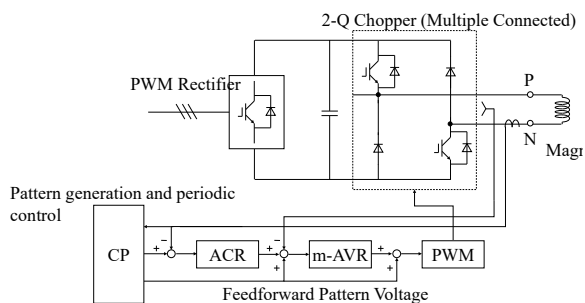 2-Q Chopper (Multiple Connected)
PWM Rectifier
P
N
Magn
Pattern generation and periodic
control
CP
+
−
ACR
+
−
+
m-AVR
+
+
PWM
Feedforward Pattern Voltage